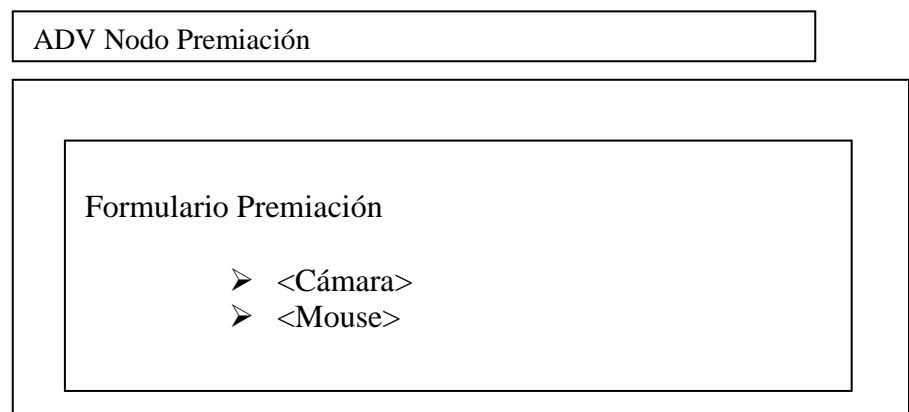 ADV Nodo Premiación
Formulario Premiación
➢ <Cámara>
➢ <Mouse>